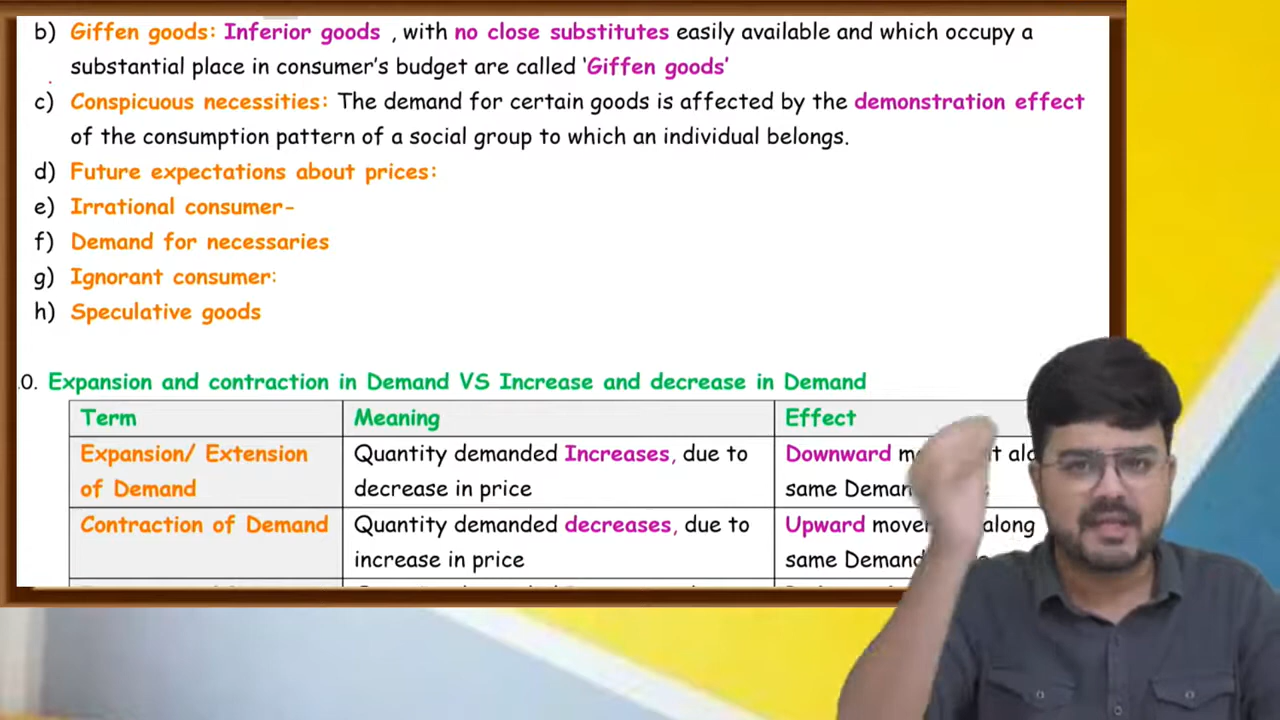 b) Giffen goods: Inferior goods , with no close substitutes easily available and which occupy a
substantial place in consumer's budget are called 'Giffen goods'
c) Conspicuous necessities: The demand for certain goods is affected by the demonstration effect
of the consumption pattern of a social group to which an individual belongs.
d) Future expectations about prices:
e) Irrational consumer-
f) Demand for necessaries
g) Ignorant consumer:
h) Speculative goods
.0. Expansion and contraction in Demand VS Increase and decrease in Demand
Term Meaning Effect
Expansion/ Extension Quantity demanded Increases, due to Downward
of Demand decrease in price same
Contraction of Demand Quantity demanded decreases, due to Upward along
increase in price same Demand